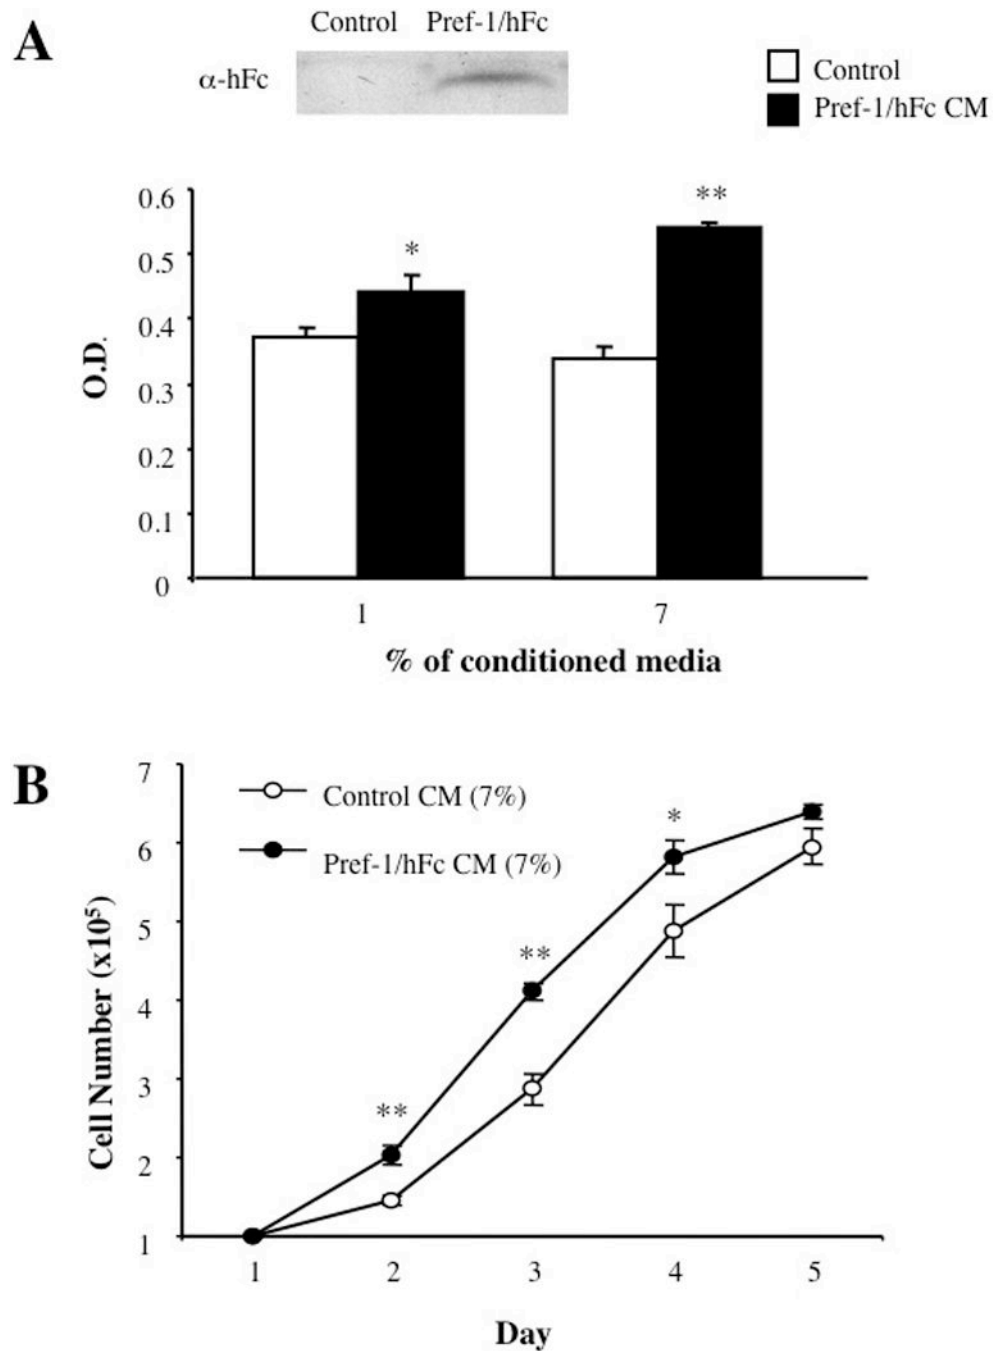 A
Control Pref-1/hFc
α-hFc
Control
Pref-1/hFc CM
0.6
0.5
0.4
0.3
0.2
0.1
0
O.D.
*
**
1 7
% of conditioned media
B
Control CM (7%)
Pref-1/hFc CM (7%)
7
6
5
4
3
2
1
Cell Number (x10⁵)
**
**
*
1 2 3 4 5
Day